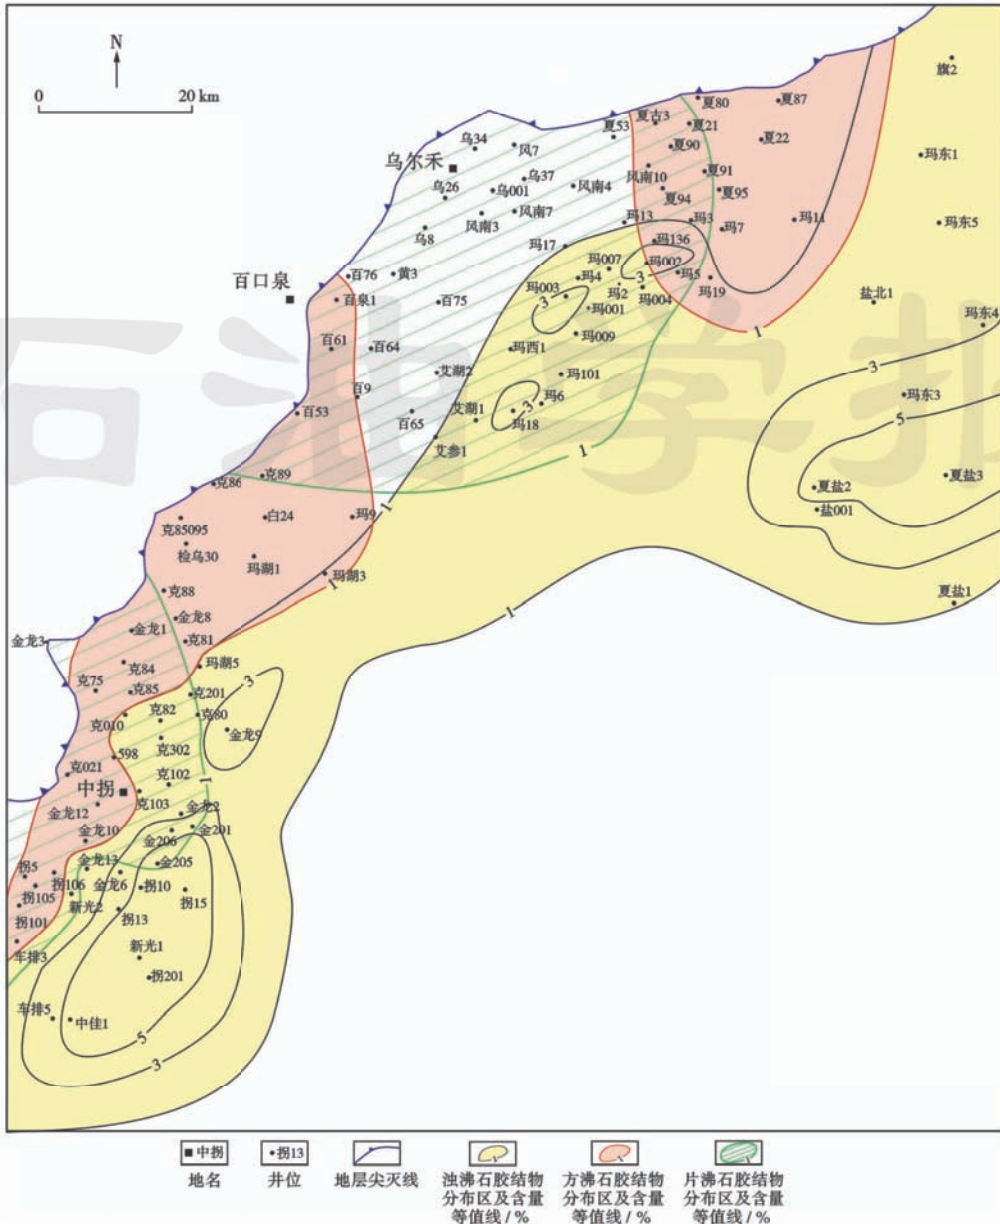 N
0 20 km
旗2
夏80
夏87
夏古3
夏21
夏53
夏22
乌34
风7
夏90
玛东1
乌尔禾
风南10
夏91
乌37
乌26
乌001
风南4
夏94
夏95
风南3
风南7
玛13
玛3
玛11
玛东5
乌8
玛7
玛17
玛136
百口泉
百76
黄3
玛007
玛002
玛4
3
玛5
玛003
玛2
玛004
玛19
百泉1
百75
3
玛001
盐北1
玛东4
1
百61
百64
玛西1
玛009
3
艾湖2
玛101
百9
玛东3
艾湖1
3
玛6
5
百53
百65
玛18
艾参1
1
克89
克86
夏盐2
夏盐3
1
盐001
克85095
白24
玛9
检乌30
玛湖1
玛湖3
1
克88
夏盐1
1
金龙8
金龙1
金龙3
克81
玛湖5
克84
克75
克85
3
克201
克82
克010
克80
金龙9
598
克302
克021
克102
中拐
1
克103
金龙12
金龙2
金龙10
金206
金201
金龙13
金205
拐5
拐106
金龙6
拐10
拐105
新光2
拐15
拐101
拐13
车排3
新光1
拐201
车排5
中佳1
5
3
石油学报
中拐
拐13
1
1
1
地名
井位
地层尖灭线
浊沸石胶结物
分布区及含量
等值线 / %
方沸石胶结物
分布区及含量
等值线 / %
片沸石胶结物
分布区及含量
等值线 / %